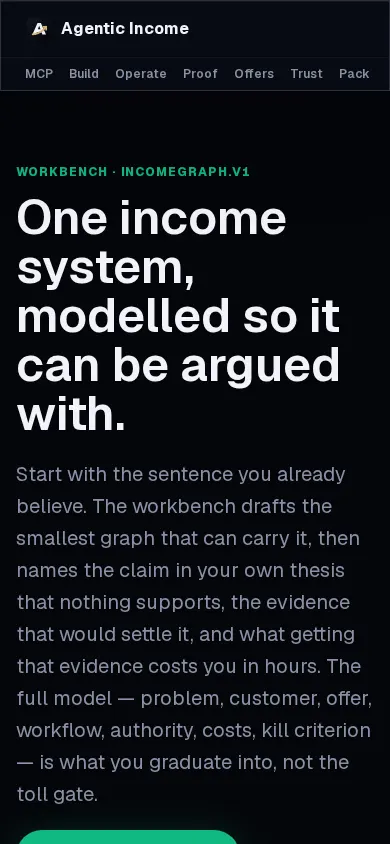 Agentic Income
MCP Build Operate Proof Offers Trust Pack
WORKBENCH · INCOMEGRAPH.V1
One income
system,
modelled so it
can be argued
with.
Start with the sentence you already
believe. The workbench drafts the
smallest graph that can carry it, then
names the claim in your own thesis
that nothing supports, the evidence
that would settle it, and what getting
that evidence costs you in hours. The
full model — problem, customer, offer,
workflow, authority, costs, kill criterion
— is what you graduate into, not the
toll gate.